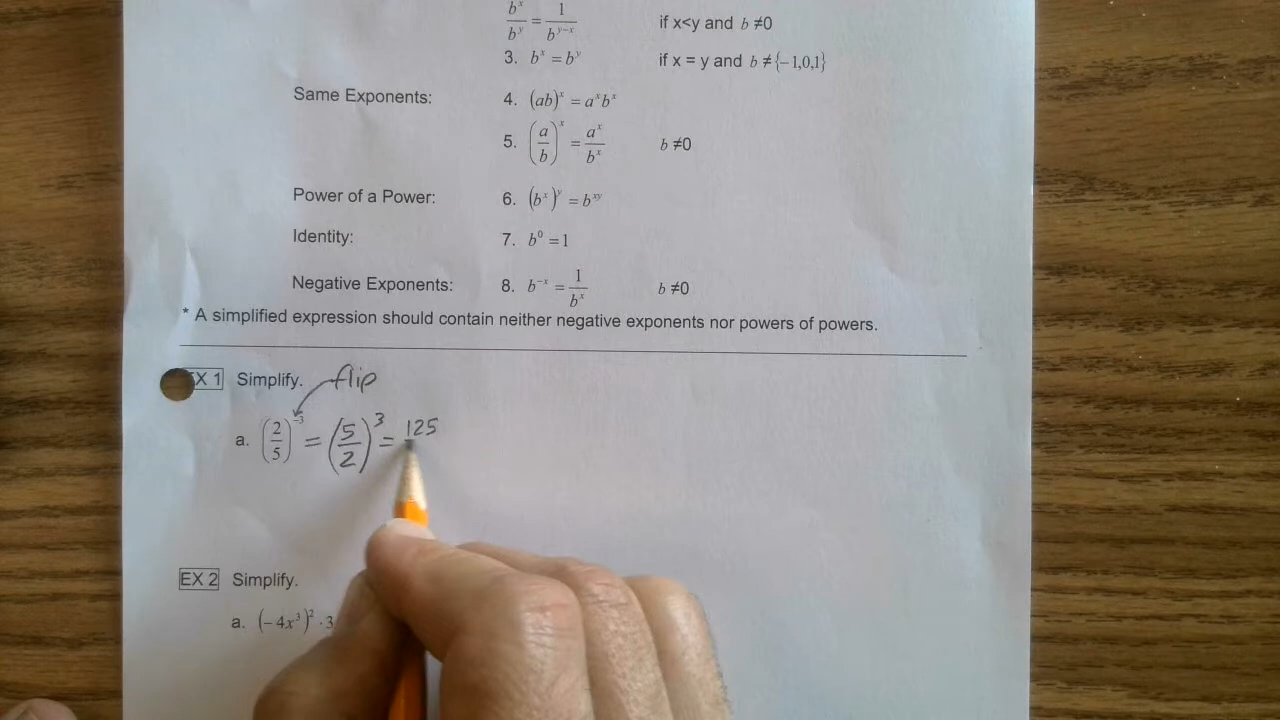 b^x/b^y = 1/b^(y-x) if x<y and b ≠0
3. b^x = b^y if x = y and b ≠ {-1,0,1}
Same Exponents: 4. (ab)^x = a^x b^x
5. (a/b)^x = a^x/b^x b ≠0
Power of a Power: 6. (b^x)^y = b^xy
Identity: 7. b^0 = 1
Negative Exponents: 8. b^-x = 1/b^x b ≠0
* A simplified expression should contain neither negative exponents nor powers of powers.
X 1 Simplify. flip
a. (2/5)^-3 = (5/2)^3 = 125
EX 2 Simplify.
a. (-4x^3)^2 · 3